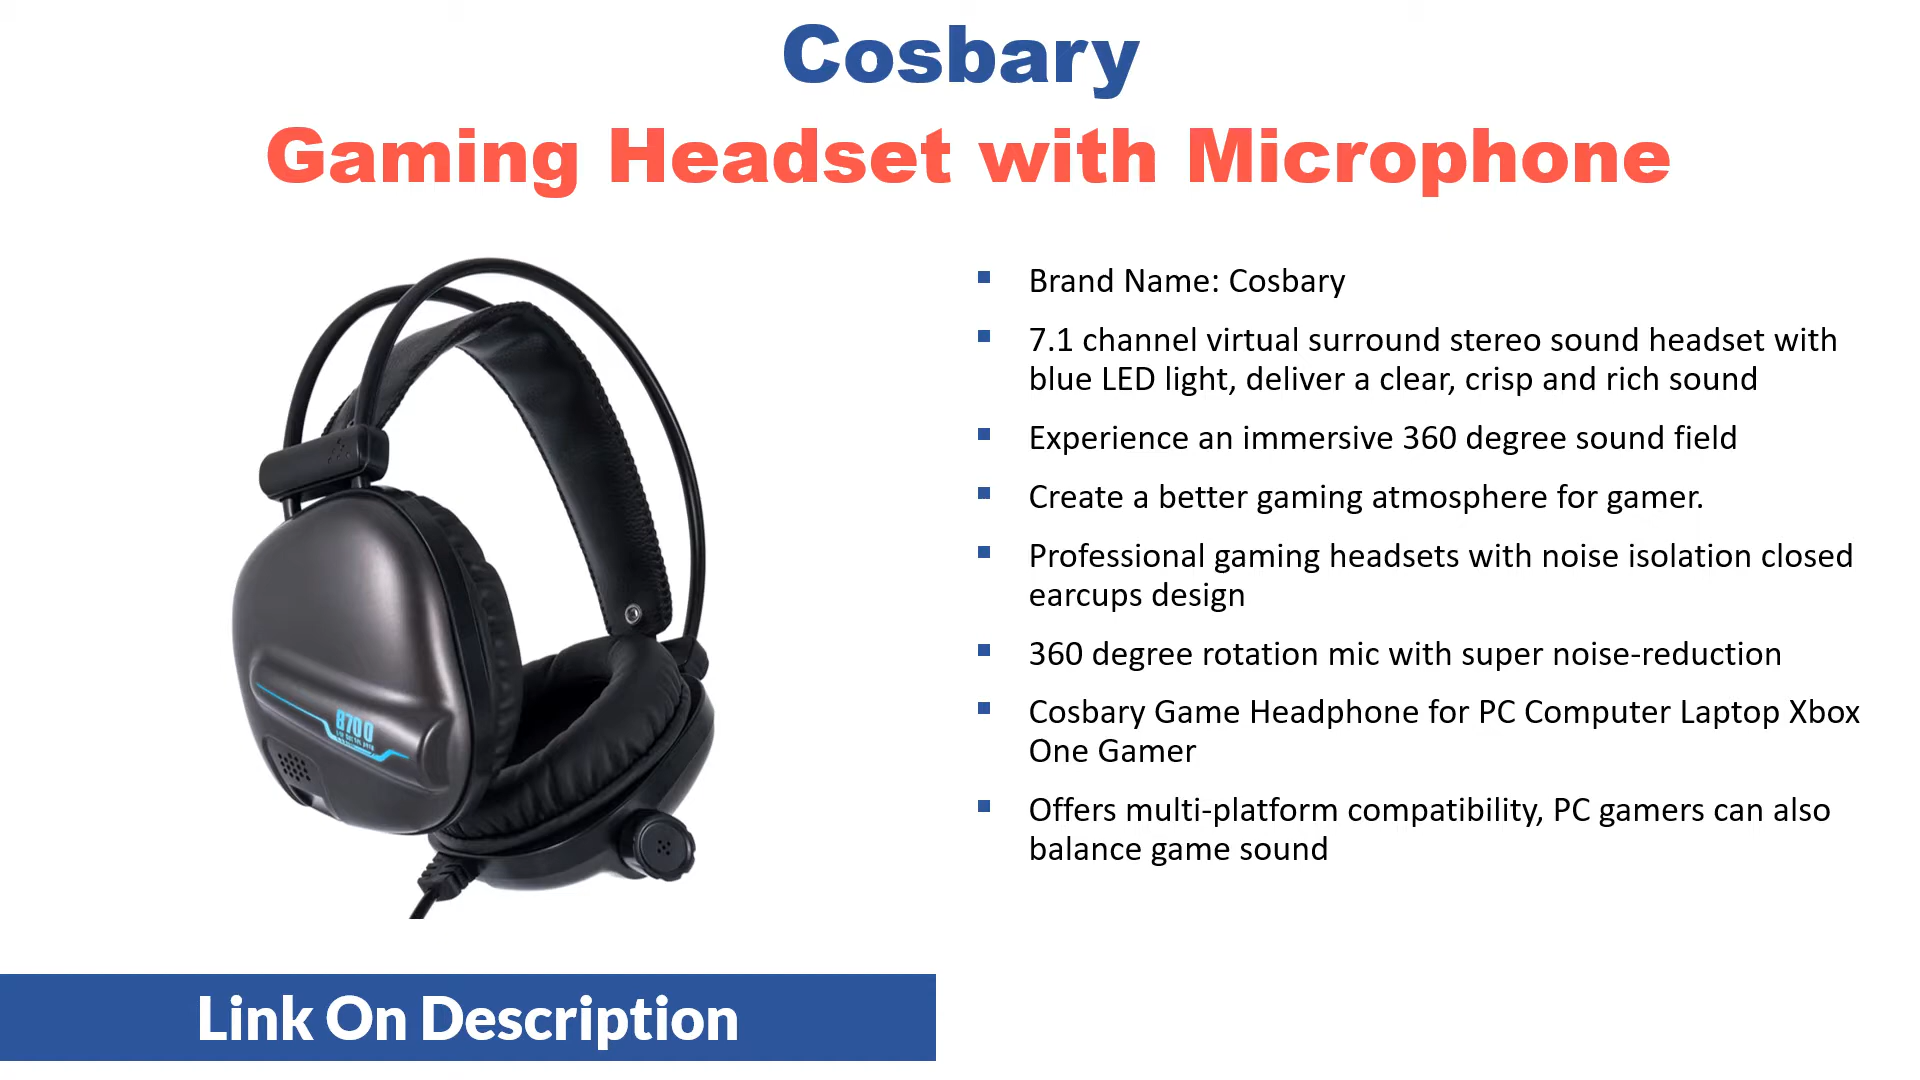 Cosbary
Gaming Headset with Microphone
Brand Name: Cosbary
7.1 channel virtual surround stereo sound headset with
blue LED light, deliver a clear, crisp and rich sound
Experience an immersive 360 degree sound field
Create a better gaming atmosphere for gamer.
Professional gaming headsets with noise isolation closed
earcups design
360 degree rotation mic with super noise-reduction
Cosbary Game Headphone for PC Computer Laptop Xbox
One Gamer
Offers multi-platform compatibility, PC gamers can also
balance game sound
8700
Link On Description